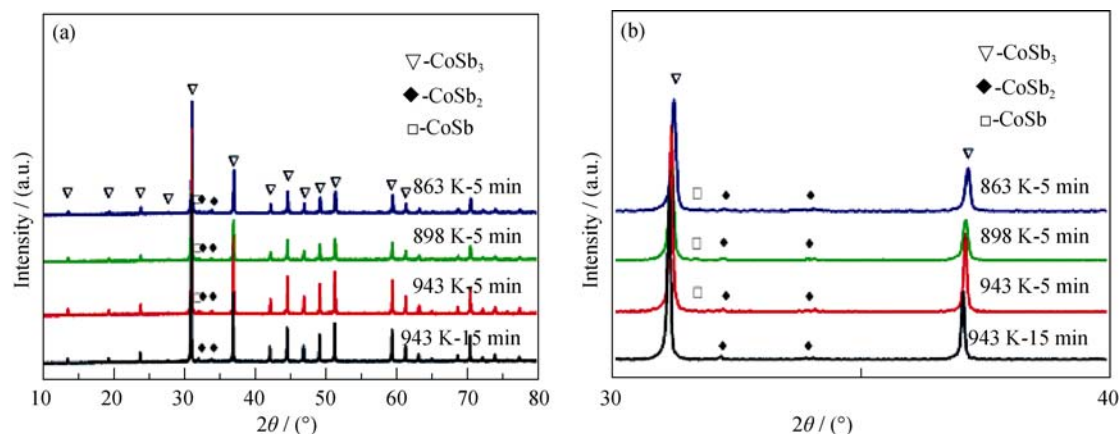 (a)
▽-CoSb₃
◆-CoSb₂
□-CoSb
863 K-5 min
898 K-5 min
943 K-5 min
943 K-15 min
Intensity / (a.u.)
10 20 30 40 50 60 70 80
2θ / (°)
(b)
▽-CoSb₃
◆-CoSb₂
□-CoSb
863 K-5 min
898 K-5 min
943 K-5 min
943 K-15 min
Intensity / (a.u.)
30 40
2θ / (°)